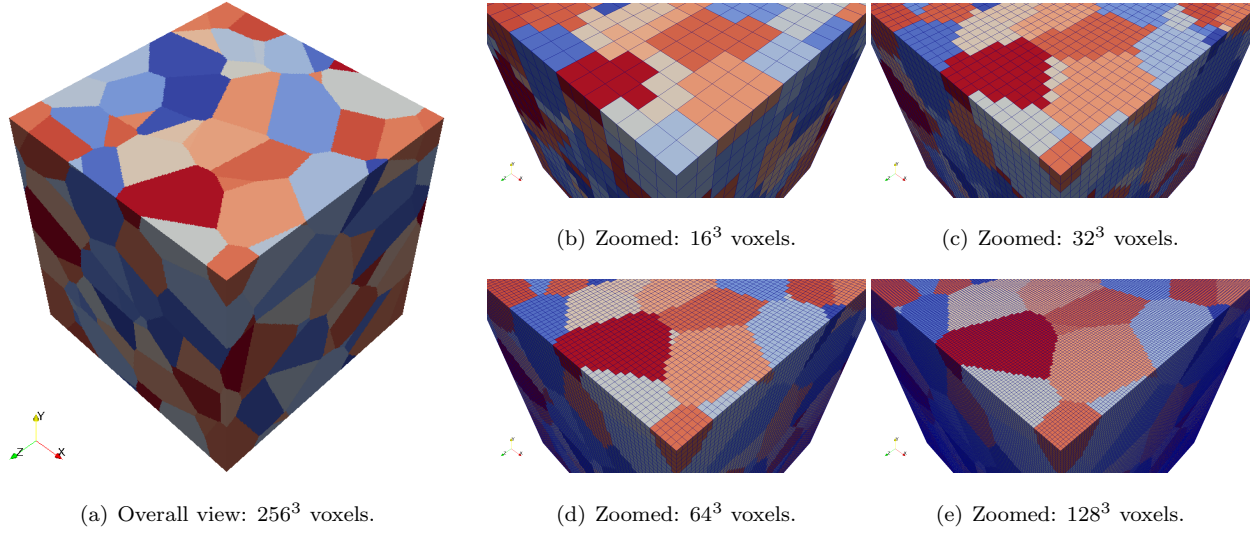 Y
Z
X
(a) Overall view: 256³ voxels.
(b) Zoomed: 16³ voxels.
(c) Zoomed: 32³ voxels.
(d) Zoomed: 64³ voxels.
(e) Zoomed: 128³ voxels.